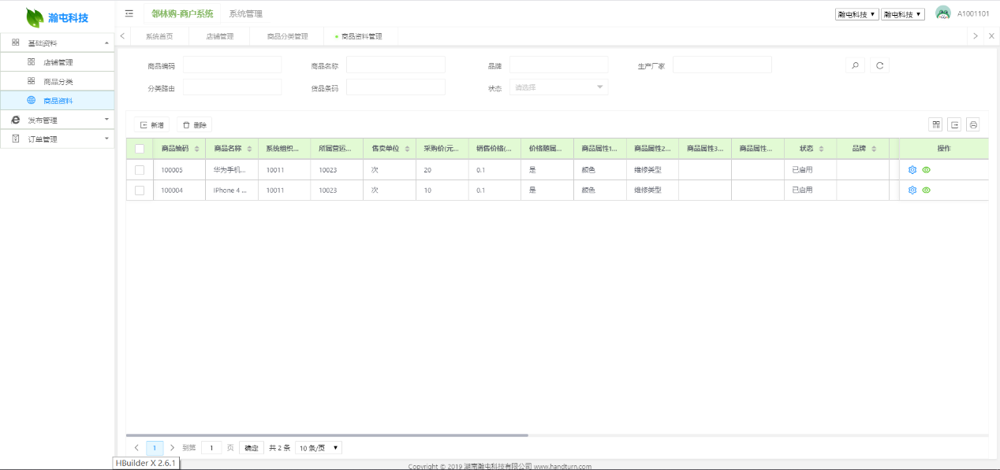 瀚屯科技
邻林购-商户系统 系统管理 瀚屯科技 瀚屯科技 A1001101
基础资料
店铺管理
商品分类
商品资料
发布管理
订单管理
系统首页 店铺管理 商品分类管理 商品资料管理
商品编码 商品名称 品牌 生产厂家
分类路由 货品条码 状态 请选择
新增 删除
商品编码 商品名称 系统组织... 所属营运... 售卖单位 采购价(元... 销售价格(... 价格随属... 商品属性1... 商品属性2... 商品属性3... 商品属性... 状态 品牌 操作
100005 华为手机... 10011 10023 次 20 0.1 是 颜色 维修类型 已启用
100004 IPhone 4 ... 10011 10023 次 10 0.1 是 颜色 维修类型 已启用
1 到第 1 页 确定 共 2 条 10 条/页
HBuilder X 2.6.1
Copyright © 2019 湖南瀚屯科技有限公司 www.handturn.com